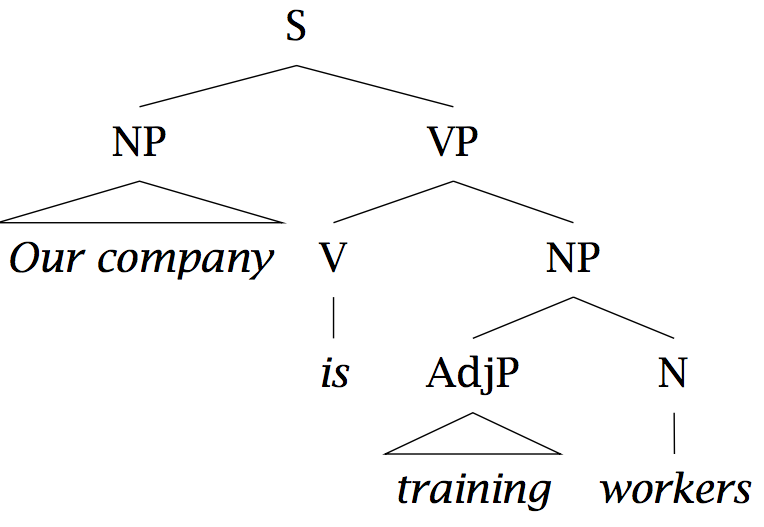 S
NP VP
Our company V NP
is AdjP N
training workers